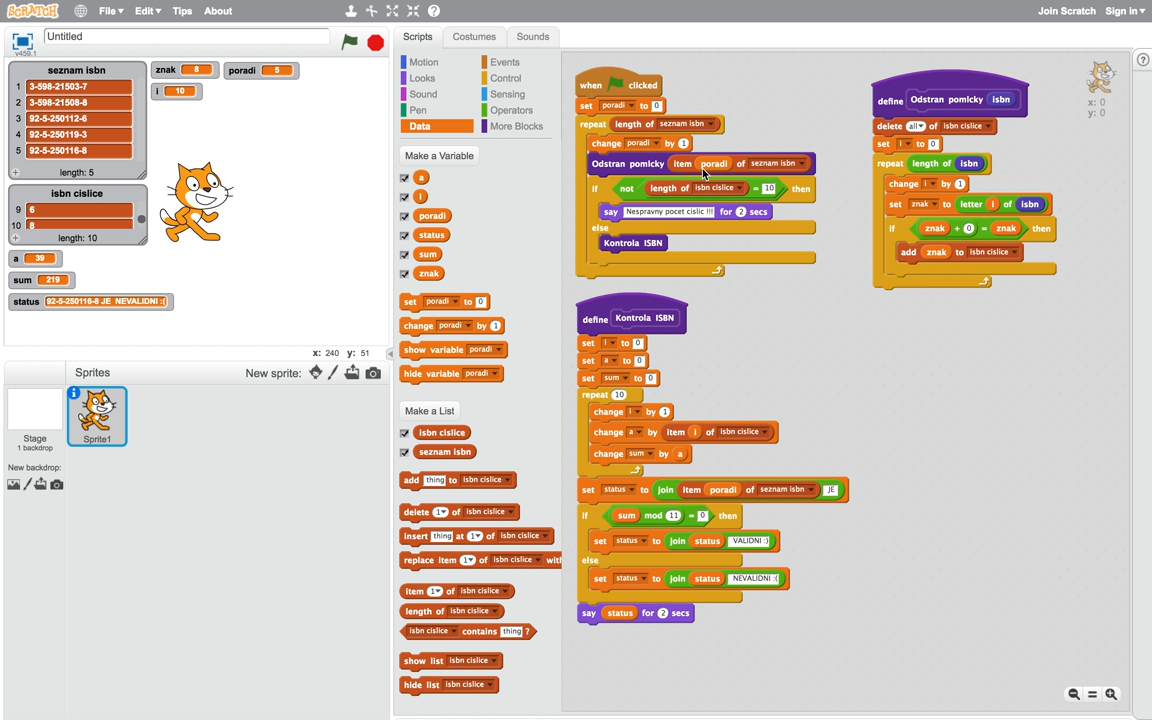 SCRATCH File Edit Tips About Join Scratch Sign in
Untitled
v459.1
Scripts Costumes Sounds
seznam isbn
1 3-598-21503-7
2 3-598-21508-8
3 92-5-250112-6
4 92-5-250119-3
5 92-5-250116-8
+ length: 5
znak 8 poradi 5
i 10
isbn cislice
9 6
10 8
+ length: 10
a 39
sum 219
status 92-5-250116-8 JE NEVALIDNI :(
x: 240 y: 51
Sprites New sprite:
Stage
1 backdrop
New backdrop:
Sprite1
Motion Events
Looks Control
Sound Sensing
Pen Operators
Data More Blocks
Make a Variable
a
i
poradi
status
sum
znak
set poradi to 0
change poradi by 1
show variable poradi
hide variable poradi
Make a List
isbn cislice
seznam isbn
add thing to isbn cislice
delete 1 of isbn cislice
insert thing at 1 of isbn cislice
replace item 1 of isbn cislice with
item 1 of isbn cislice
length of isbn cislice
isbn cislice contains thing ?
show list isbn cislice
hide list isbn cislice
when clicked
set poradi to 0
repeat length of seznam isbn
change poradi by 1
Odstran pomlcky item poradi of seznam isbn
if not length of isbn cislice = 10 then
say Nespravny pocet cislic !!! for 2 secs
else
Kontrola ISBN
define Kontrola ISBN
set i to 0
set a to 0
set sum to 0
repeat 10
change i by 1
change a by item i of isbn cislice
change sum by a
set status to join item poradi of seznam isbn JE
if sum mod 11 = 0 then
set status to join status VALIDNI :)
else
set status to join status NEVALIDNI :(
say status for 2 secs
define Odstran pomlcky isbn
delete all of isbn cislice
set i to 0
repeat length of isbn
change i by 1
set znak to letter i of isbn
if znak + 0 = znak then
add znak to isbn cislice
x: 0
y: 0